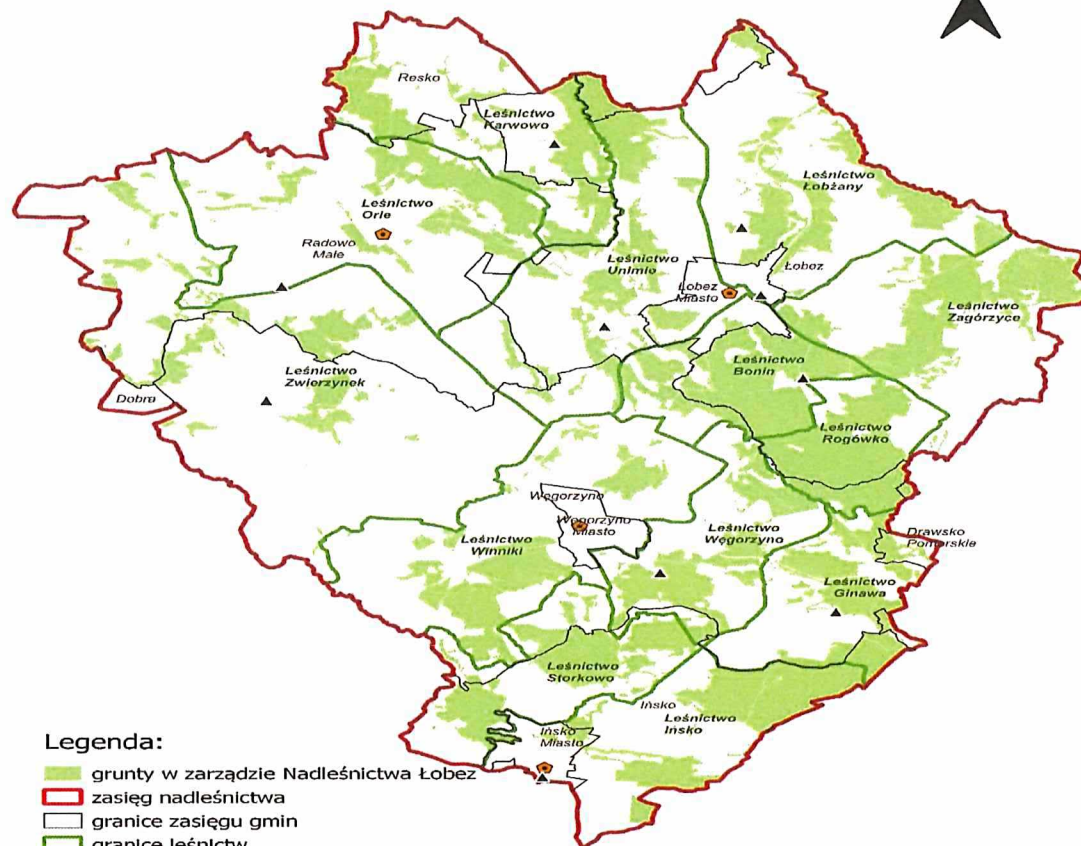 Resko
Leśnictwo
Karwowo
Leśnictwo
Łobżany
Leśnictwo
Orle
Radowo
Małe
Leśnictwo
Unimie
Łobez
Łobez
Miasto
Leśnictwo
Zagórzyce
Leśnictwo
Bonin
Leśnictwo
Zwierzynek
Dobra
Leśnictwo
Rogówko
Węgorzyno
Węgorzyno
Miasto
Leśnictwo
Winniki
Leśnictwo
Węgorzyno
Drawsko
Pomorskie
Leśnictwo
Ginawa
Leśnictwo
Storkowo
Ińsko
Leśnictwo
Ińsko
Ińsko
Miasto
Legenda:
grunty w zarządzie Nadleśnictwa Łobez
zasięg nadleśnictwa
granice zasięgu gmin
granice leśnictw